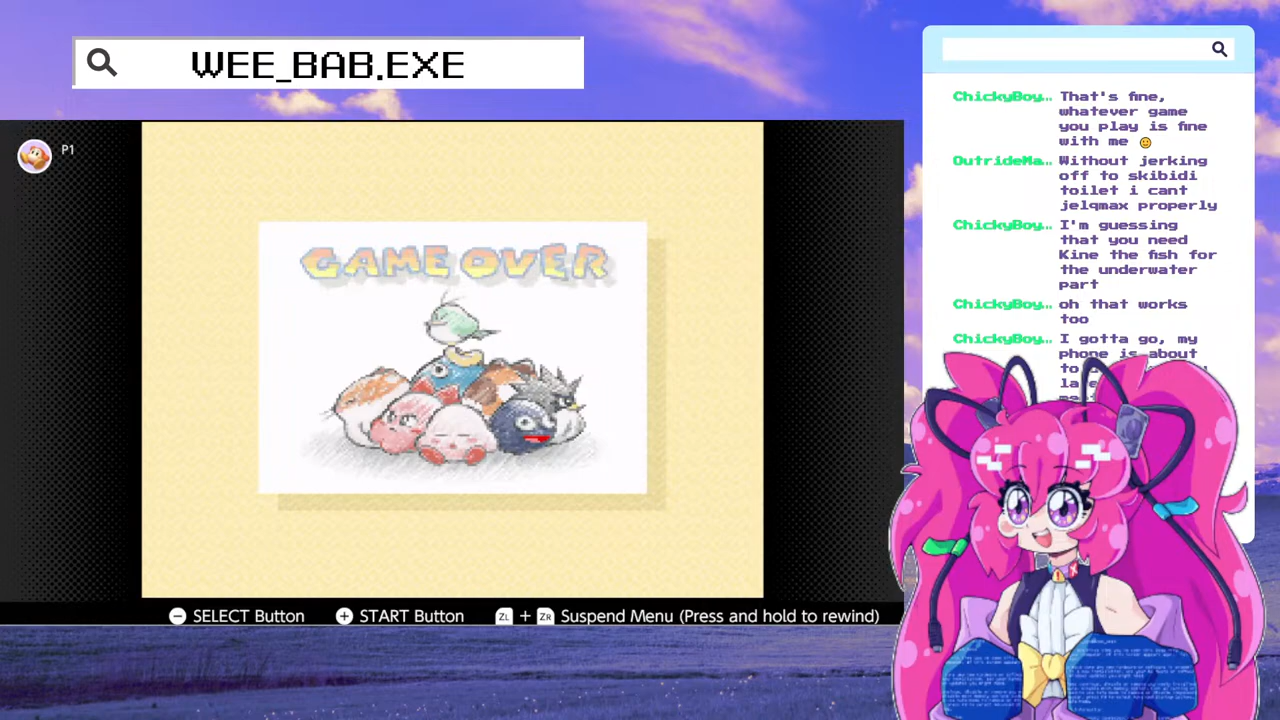 WEE_BAB.EXE
P1
GAME OVER
SELECT Button
START Button
ZL + ZR Suspend Menu (Press and hold to rewind)
ChickyBoy… That's fine,
whatever game
you play is fine
with me
OutrideMa… Without jerking
off to skibidi
toilet i cant
jelqmax properly
ChickyBoy… I'm guessing
that you need
Kine the fish for
the underwater
part
ChickyBoy… oh that works
too
ChickyBoy… I gotta go, my
phone is about